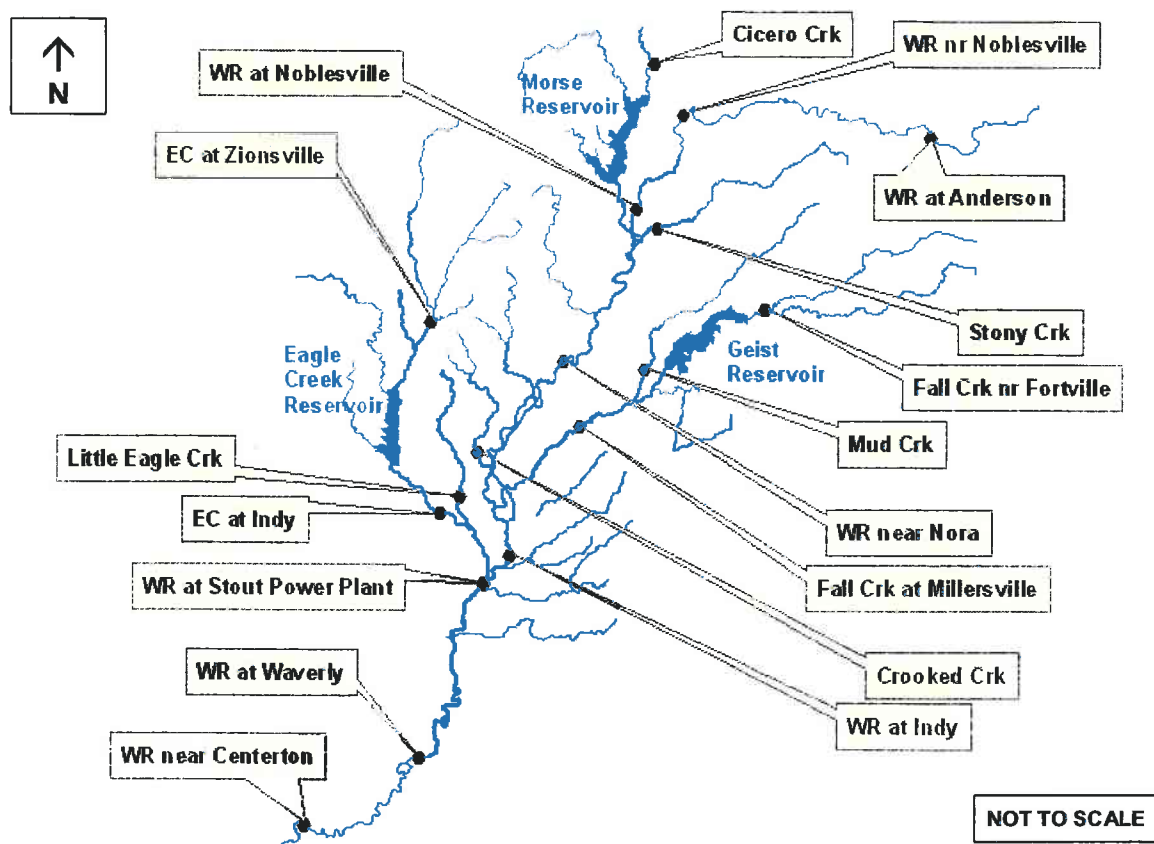 N
Cicero Crk
WR nr Noblesville
WR at Noblesville
Morse
Reservoir
EC at Zionsville
WR at Anderson
Stony Crk
Eagle
Creek
Reservoir
Geist
Reservoir
Fall Crk nr Fortville
Mud Crk
Little Eagle Crk
EC at Indy
WR near Nora
WR at Stout Power Plant
Fall Crk at Millersville
WR at Waverly
Crooked Crk
WR at Indy
WR near Centerton
NOT TO SCALE